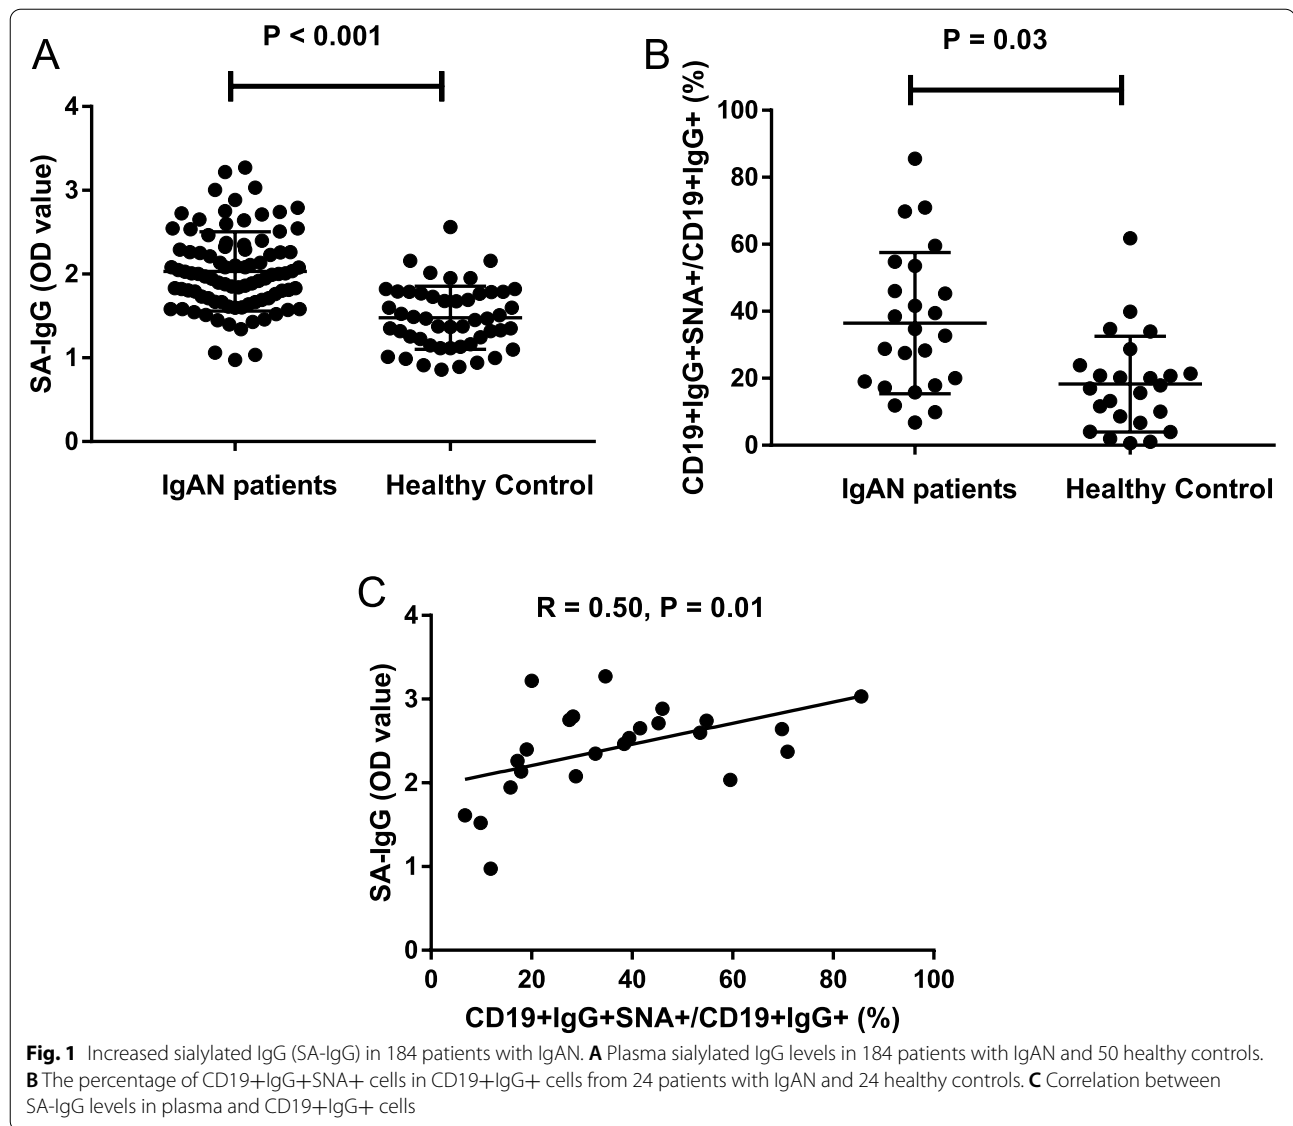 A
P < 0.001
SA-IgG (OD value)
4
3
2
1
0
IgAN patients
Healthy Control
B
P = 0.03
CD19+IgG+SNA+/CD19+IgG+ (%)
100
80
60
40
20
0
IgAN patients
Healthy Control
C
R = 0.50, P = 0.01
SA-IgG (OD value)
4
3
2
1
0
0 20 40 60 80 100
CD19+IgG+SNA+/CD19+IgG+ (%)
Fig. 1 Increased sialylated IgG (SA-IgG) in 184 patients with IgAN. A Plasma sialylated IgG levels in 184 patients with IgAN and 50 healthy controls.
B The percentage of CD19+IgG+SNA+ cells in CD19+IgG+ cells from 24 patients with IgAN and 24 healthy controls. C Correlation between
SA-IgG levels in plasma and CD19+IgG+ cells